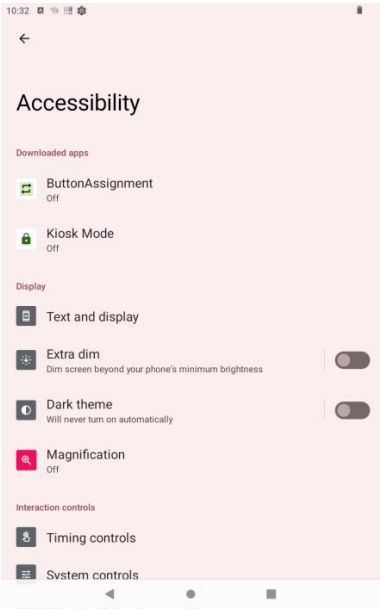 10:32
Accessibility
Downloaded apps
ButtonAssignment
Off
Kiosk Mode
Off
Display
Text and display
Extra dim
Dim screen beyond your phone's minimum brightness
Dark theme
Will never turn on automatically
Magnification
Off
Interaction controls
Timing controls
System controls